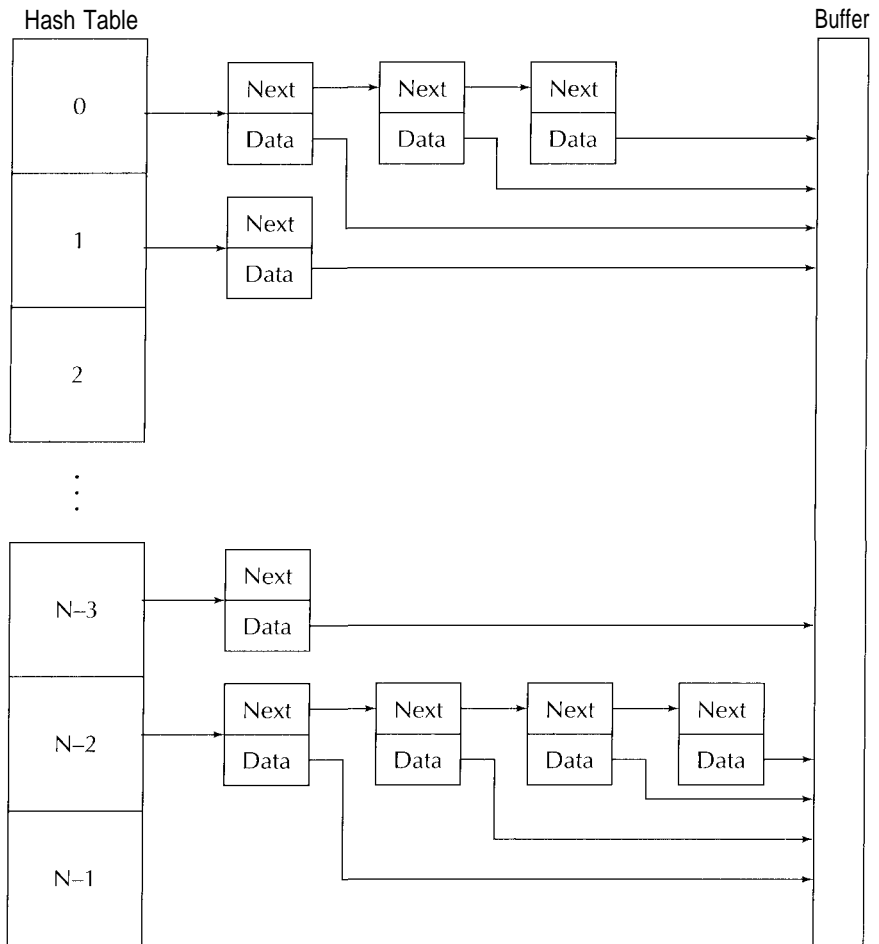 Hash Table
Buffer
Next
Next
Next
0
Data
Data
Data
Next
1
Data
2
Next
N–3
Data
Next
Next
Next
Next
N–2
Data
Data
Data
Data
N–1